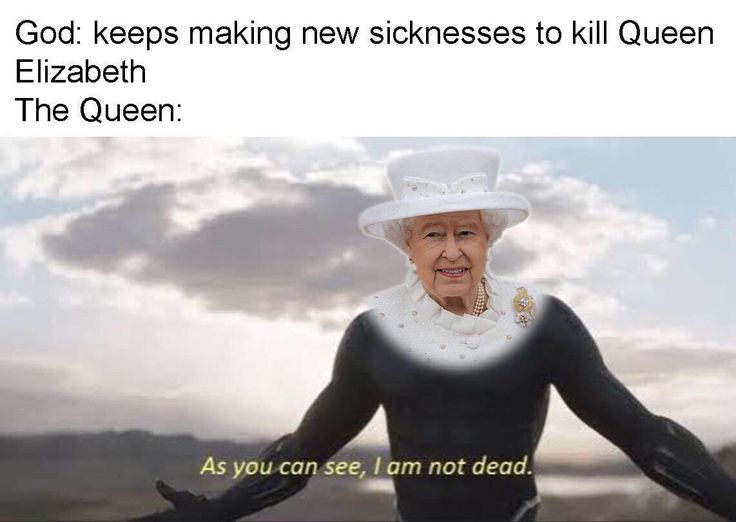 God: keeps making new sicknesses to kill Queen
Elizabeth
The Queen:
As you can see, I am not dead.